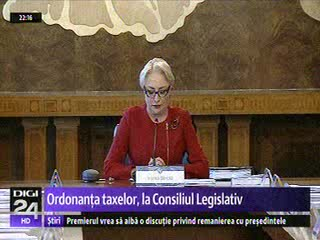 22:16
Ordonanța taxelor, la Consiliul Legislativ
DIGI
24
HD
Știri
Premierul vrea să aibă o discuție privind remanierea cu președintele